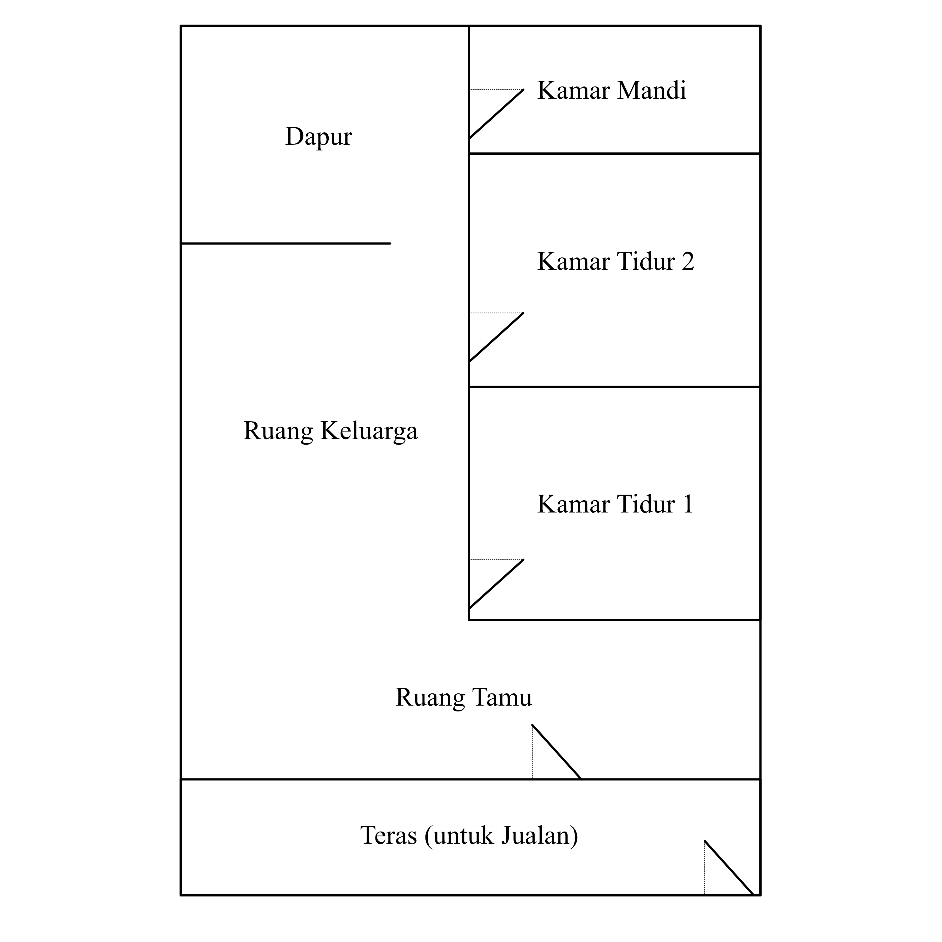 Kamar Mandi
Dapur
Kamar Tidur 2
Ruang Keluarga
Kamar Tidur 1
Ruang Tamu
Teras (untuk Jualan)